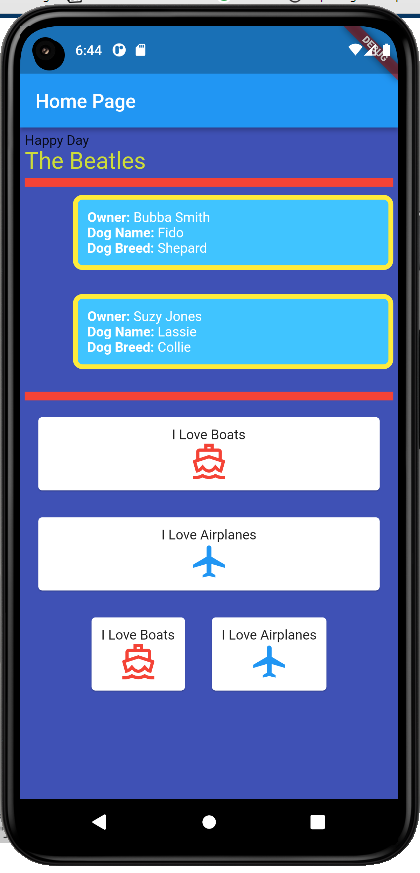 6:44
DEBUG
Home Page
Happy Day
The Beatles
Owner: Bubba Smith
Dog Name: Fido
Dog Breed: Shepard
Owner: Suzy Jones
Dog Name: Lassie
Dog Breed: Collie
I Love Boats
I Love Airplanes
I Love Boats
I Love Airplanes